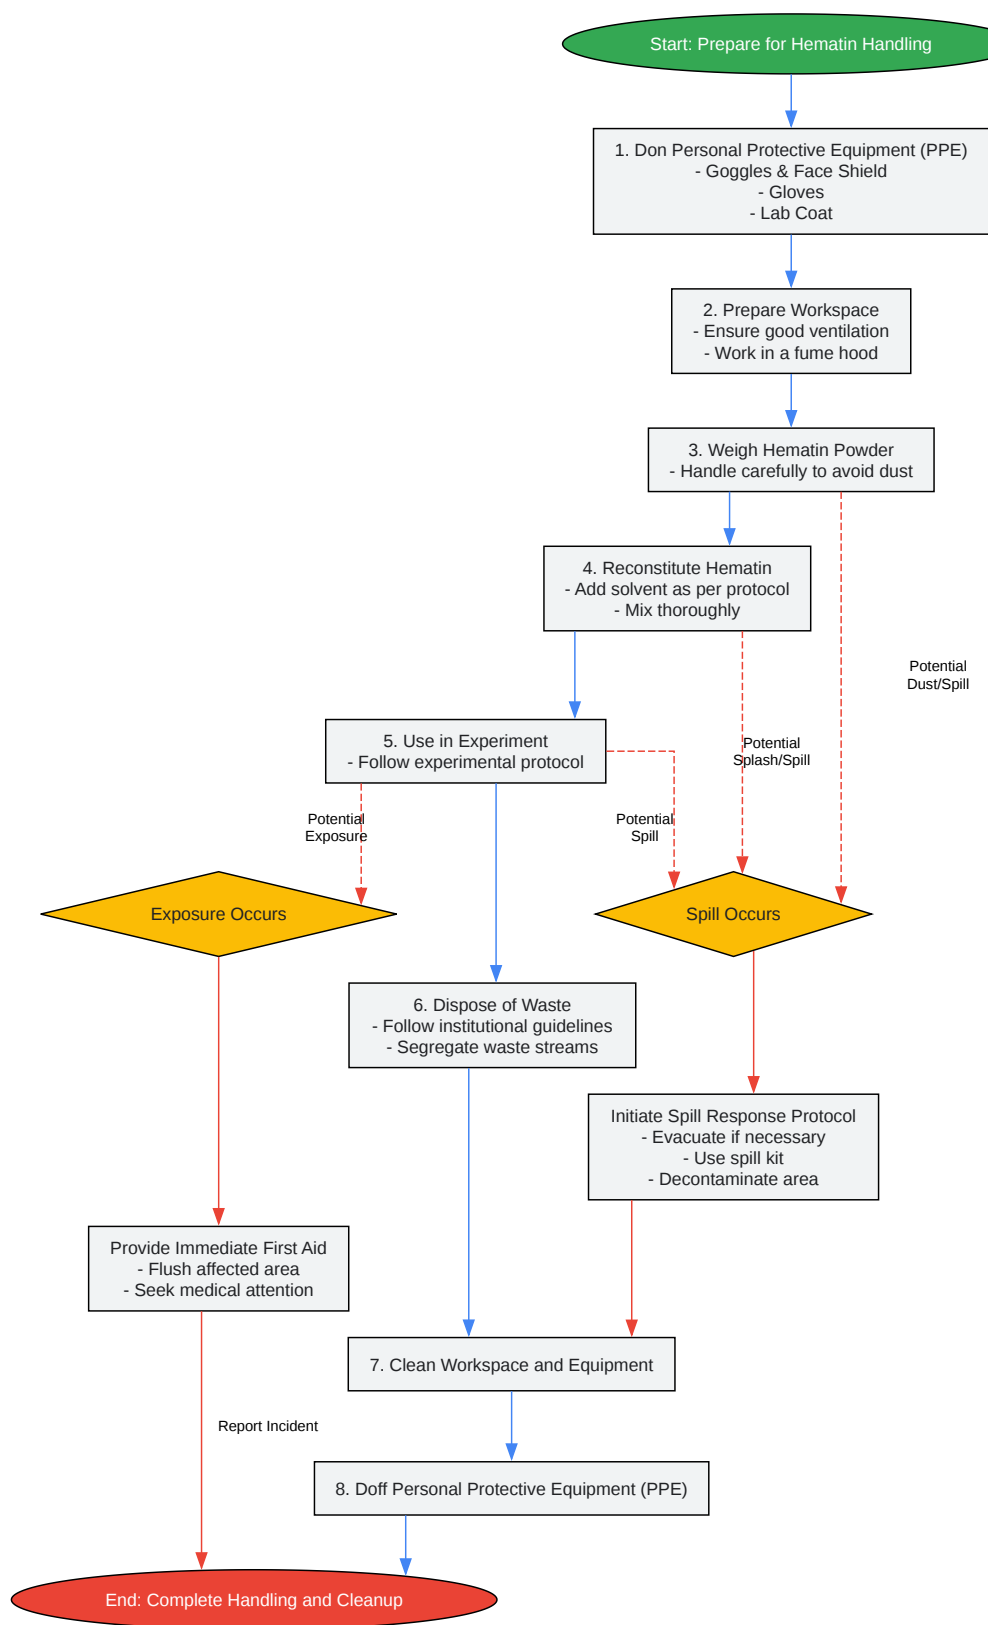 Start: Prepare for Hematin Handling
1. Don Personal Protective Equipment (PPE)
- Goggles & Face Shield
- Gloves
- Lab Coat
2. Prepare Workspace
- Ensure good ventilation
- Work in a fume hood
3. Weigh Hematin Powder
- Handle carefully to avoid dust
4. Reconstitute Hematin
- Add solvent as per protocol
- Mix thoroughly
Potential
Dust/Spill
5. Use in Experiment
- Follow experimental protocol
Potential
Splash/Spill
Potential
Exposure
Potential
Spill
Exposure Occurs
Spill Occurs
6. Dispose of Waste
- Follow institutional guidelines
- Segregate waste streams
Initiate Spill Response Protocol
- Evacuate if necessary
- Use spill kit
- Decontaminate area
Provide Immediate First Aid
- Flush affected area
- Seek medical attention
7. Clean Workspace and Equipment
Report Incident
8. Doff Personal Protective Equipment (PPE)
End: Complete Handling and Cleanup